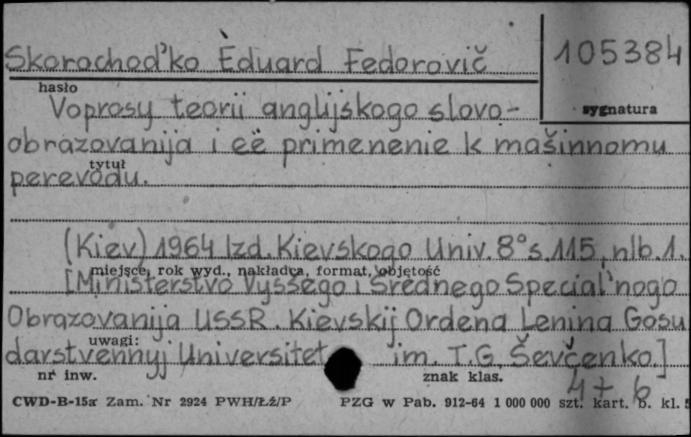 Skorochod'ko Eduard Fedorovič
105384
hasło
sygnatura
Voprosy teorii anglijskogo slovo-
obrazovanija i eë primenenie k mašinnomu
tytuł
perevodu.
(Kiev) 1964 Izd. Kievskogo Univ. 8° s. 115, nlb. 1.
miejsce, rok wyd., nakładca, format, objętość
[Ministerstvo Vysšego i Srednego Special'nogo
Obrazovanija USSR. Kievskij Ordena Lenina Gosu
uwagi:
darstvennyj Universitet im. T.G. Ševčenko.]
nr inw.
znak klas.
CWD-B-15a Zam. Nr 2924 PWH/Łż/P
PZG w Pab. 912-64 1 000 000 szt. kart. b. kl. 5